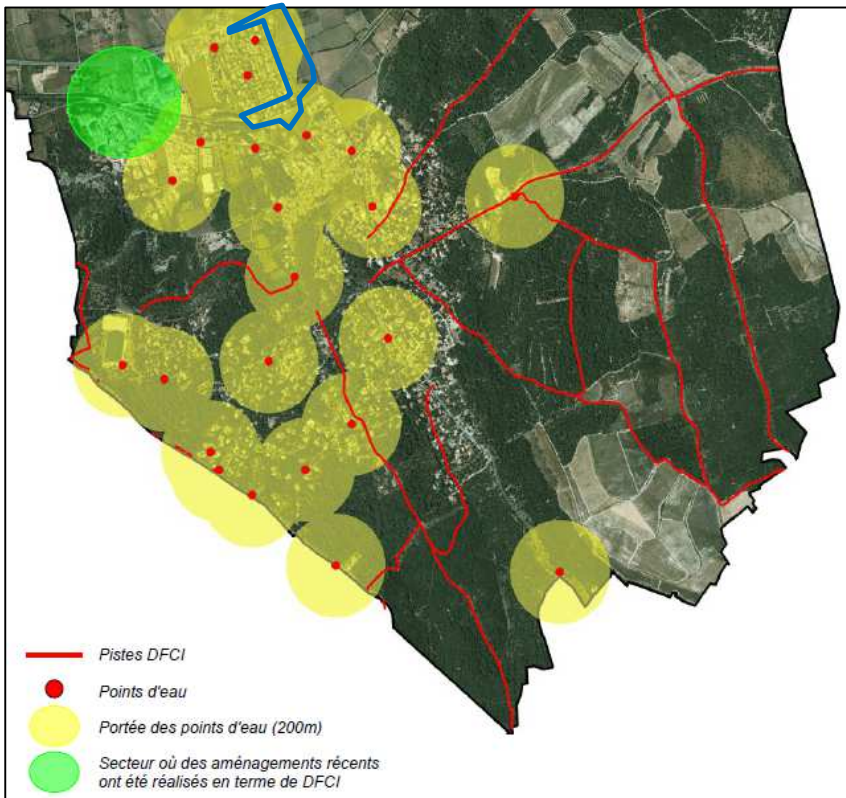 Pistes DFCI
Points d'eau
Portée des points d'eau (200m)
Secteur où des aménagements récents
ont été réalisés en terme de DFCI